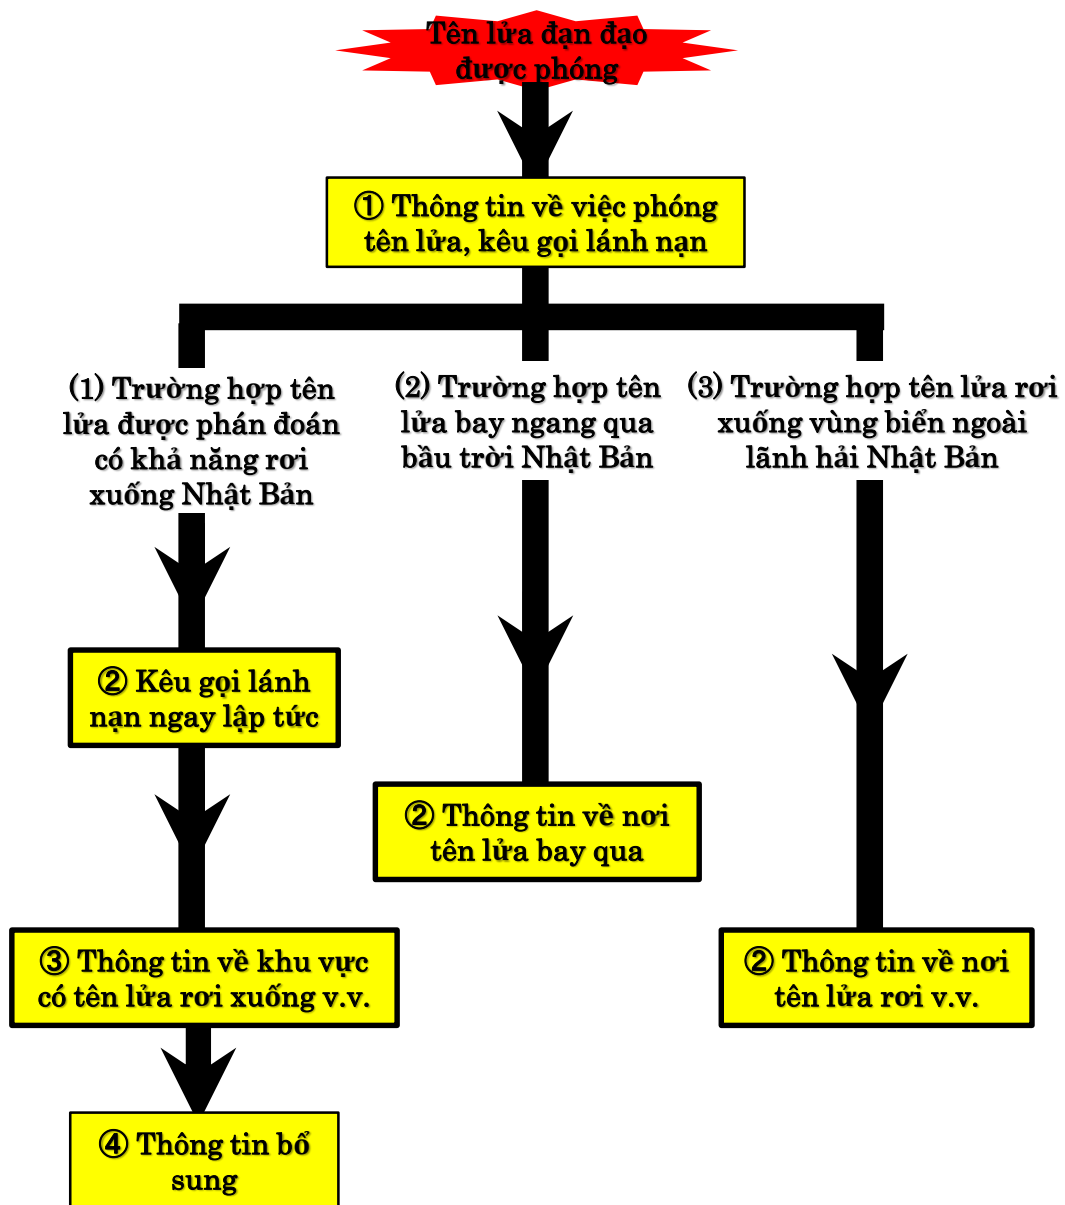 Tên lửa đạn đạo
được phóng
① Thông tin về việc phóng
tên lửa, kêu gọi lánh nạn
(1) Trường hợp tên
lửa được phán đoán
có khả năng rơi
xuống Nhật Bản
(2) Trường hợp tên
lửa bay ngang qua
bầu trời Nhật Bản
(3) Trường hợp tên lửa rơi
xuống vùng biển ngoài
lãnh hải Nhật Bản
② Kêu gọi lánh
nạn ngay lập tức
② Thông tin về nơi
tên lửa bay qua
③ Thông tin về khu vực
có tên lửa rơi xuống v.v.
② Thông tin về nơi
tên lửa rơi v.v.
④ Thông tin bổ
sung